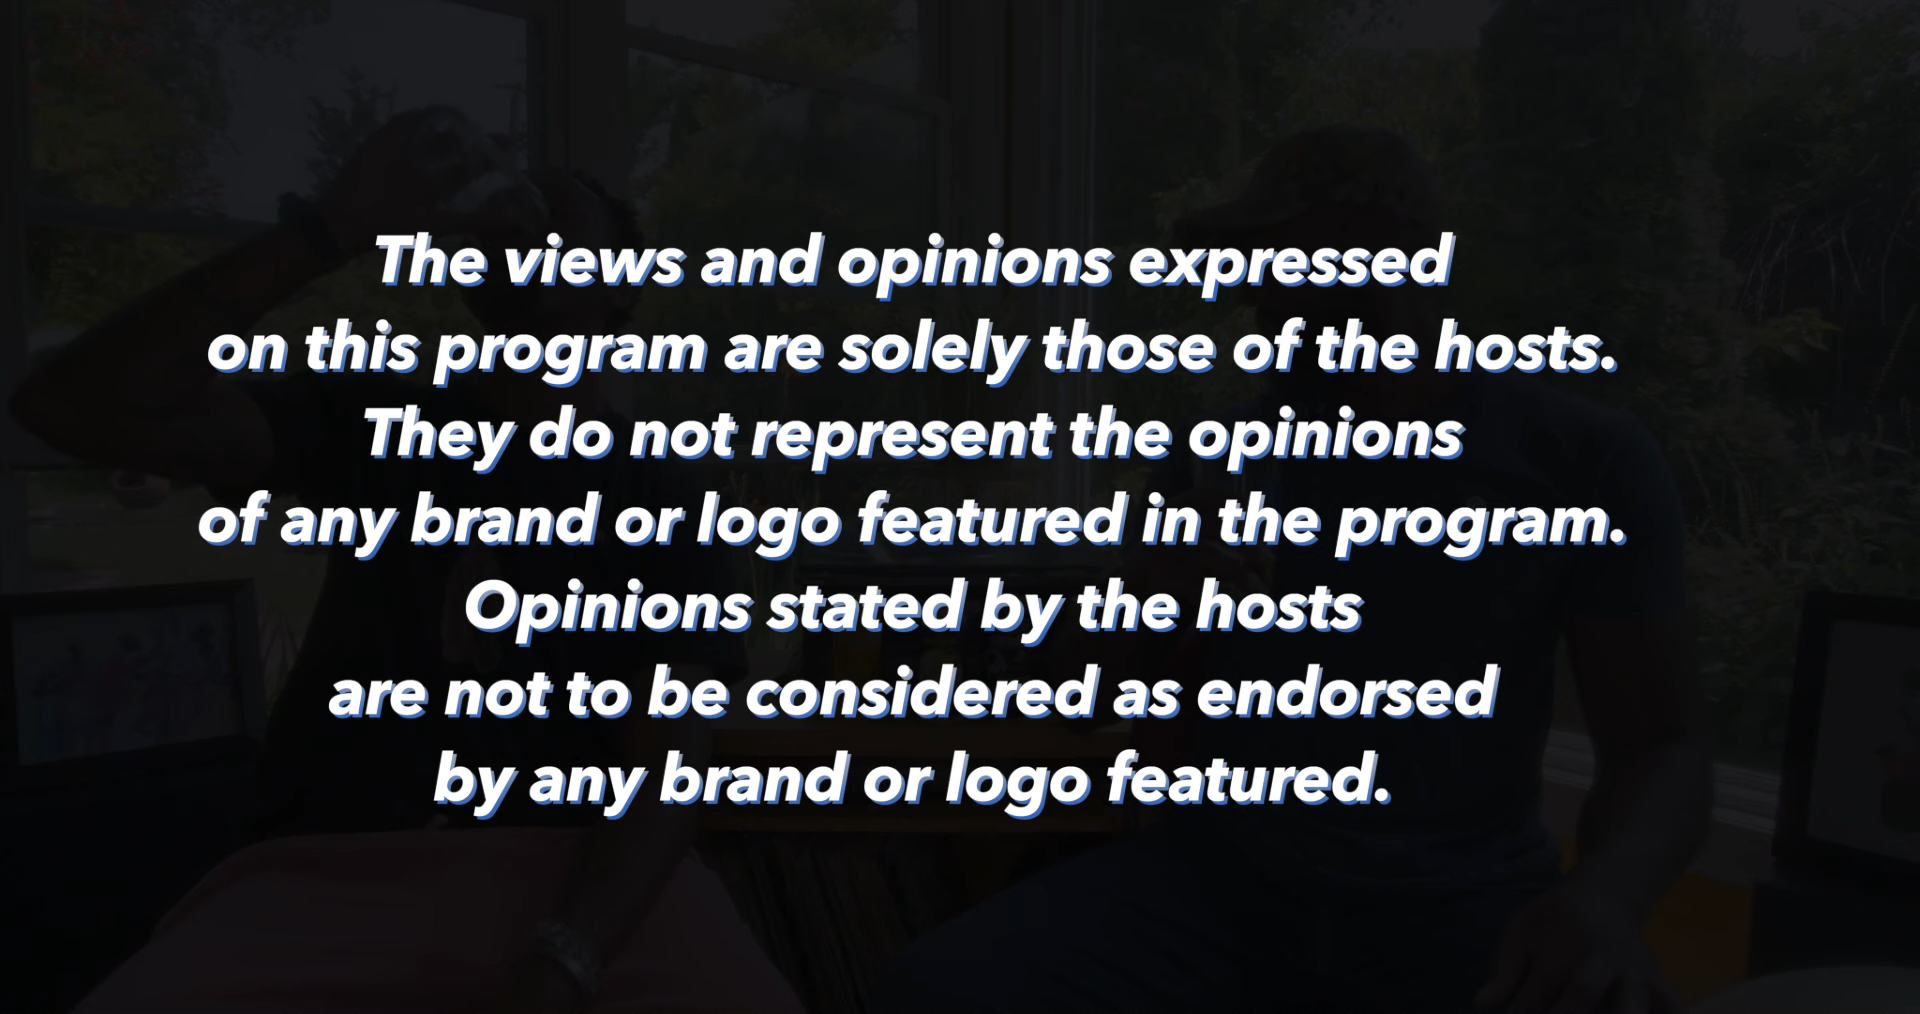 The views and opinions expressed
on this program are solely those of the hosts.
They do not represent the opinions
of any brand or logo featured in the program.
Opinions stated by the hosts
are not to be considered as endorsed
by any brand or logo featured.